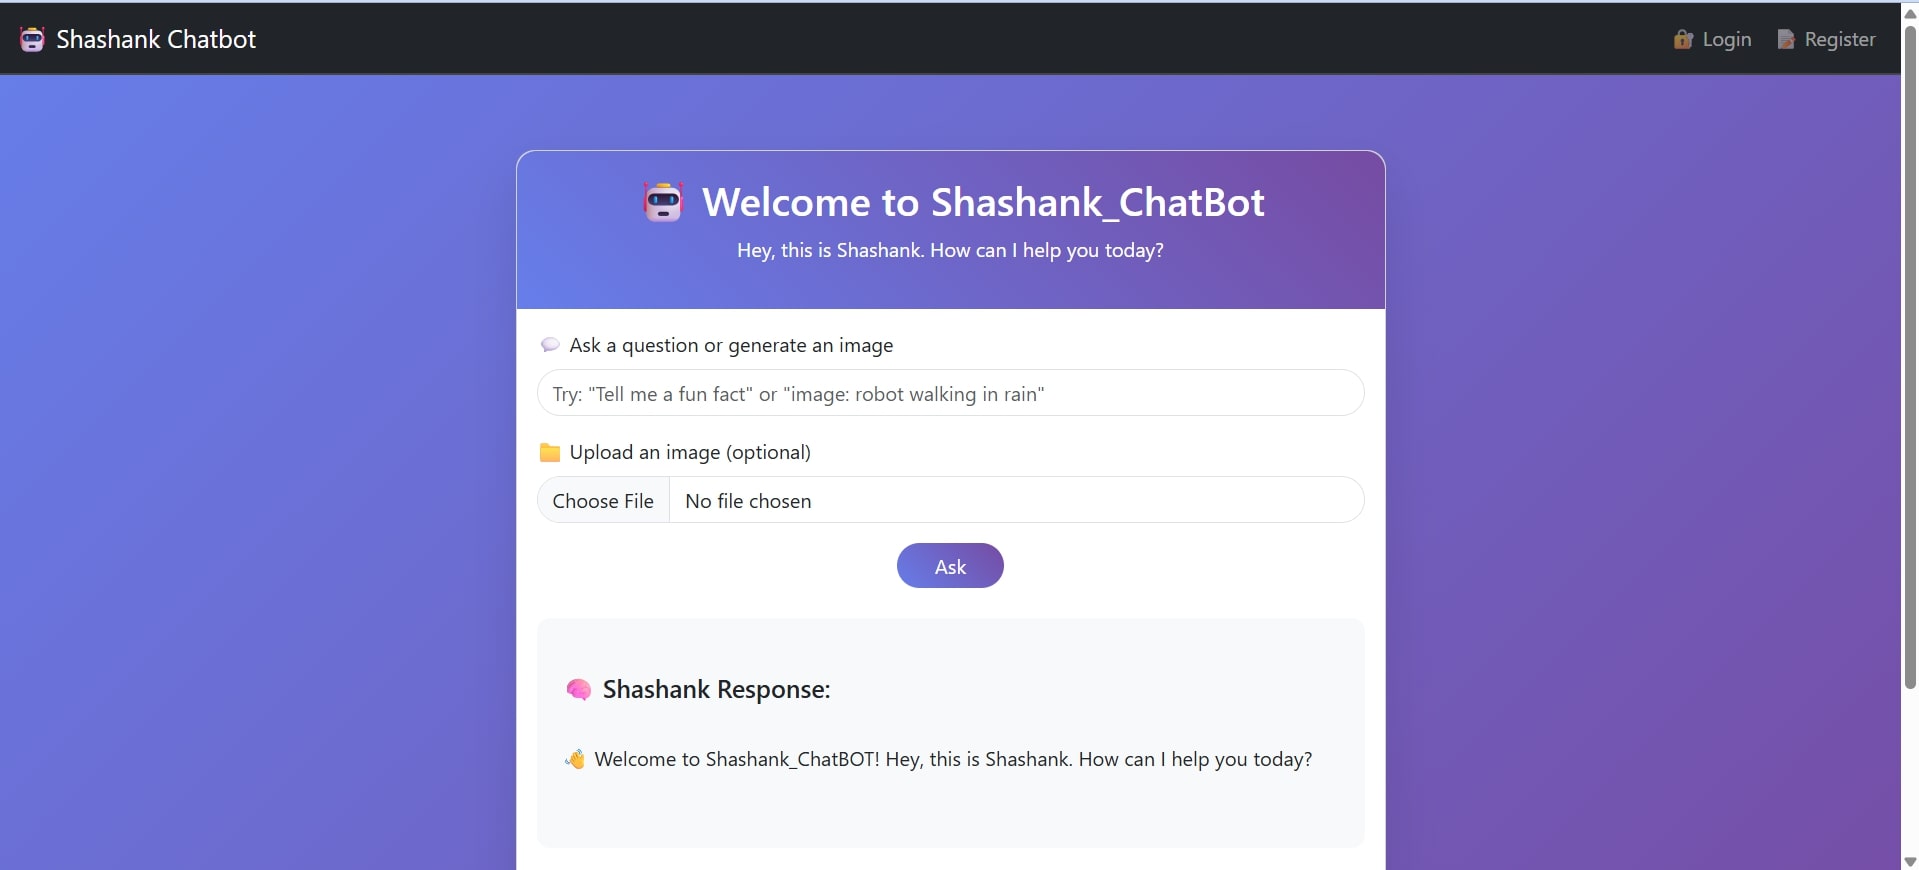 Shashank Chatbot
Login
Register
Welcome to Shashank_ChatBot
Hey, this is Shashank. How can I help you today?
Ask a question or generate an image
Try: "Tell me a fun fact" or "image: robot walking in rain"
Upload an image (optional)
Choose File No file chosen
Ask
Shashank Response:
Welcome to Shashank_ChatBOT! Hey, this is Shashank. How can I help you today?